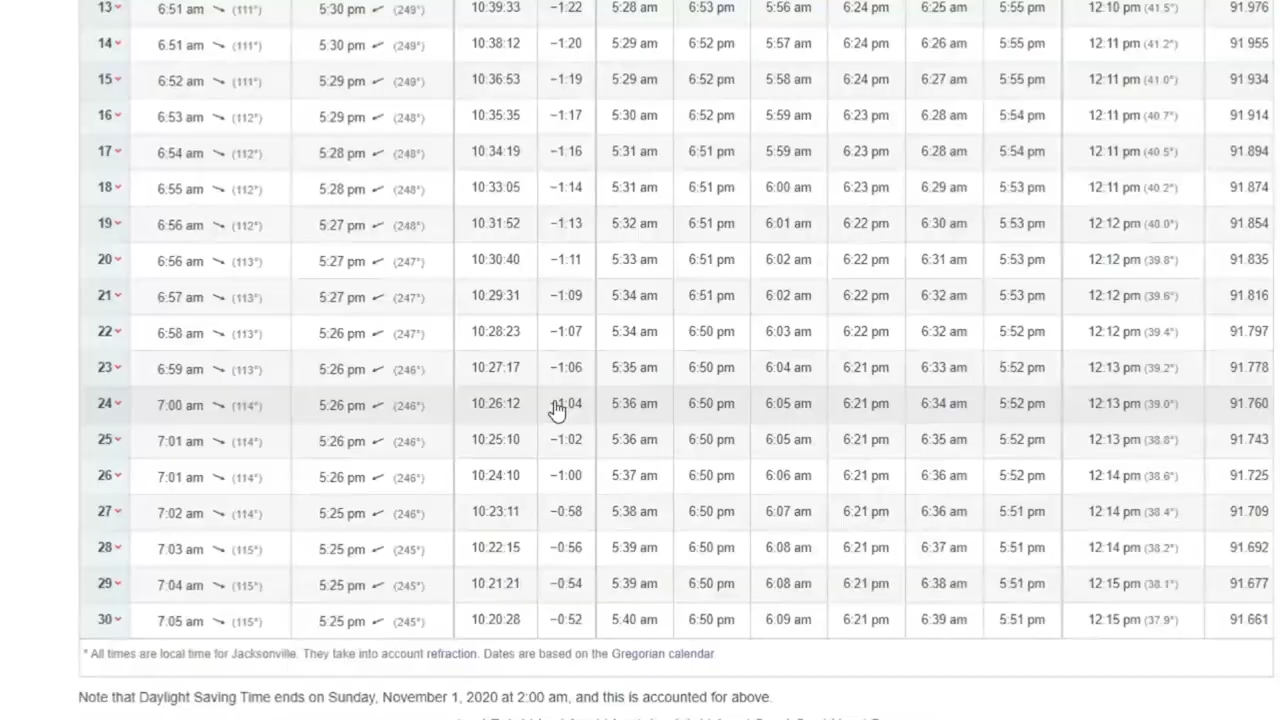 13 6:51 am (111°) 5:30 pm (249°) 10:39:33 −1:22 5:28 am 6:53 pm 5:56 am 6:24 pm 6:25 am 5:55 pm 12:10 pm (41.5°) 91.976
14 6:51 am (111°) 5:30 pm (249°) 10:38:12 −1:20 5:29 am 6:52 pm 5:57 am 6:24 pm 6:26 am 5:55 pm 12:11 pm (41.2°) 91.955
15 6:52 am (111°) 5:29 pm (249°) 10:36:53 −1:19 5:29 am 6:52 pm 5:58 am 6:24 pm 6:27 am 5:55 pm 12:11 pm (41.0°) 91.934
16 6:53 am (112°) 5:29 pm (248°) 10:35:35 −1:17 5:30 am 6:52 pm 5:59 am 6:23 pm 6:28 am 5:54 pm 12:11 pm (40.7°) 91.914
17 6:54 am (112°) 5:28 pm (248°) 10:34:19 −1:16 5:31 am 6:51 pm 5:59 am 6:23 pm 6:28 am 5:54 pm 12:11 pm (40.5°) 91.894
18 6:55 am (112°) 5:28 pm (248°) 10:33:05 −1:14 5:31 am 6:51 pm 6:00 am 6:23 pm 6:29 am 5:53 pm 12:11 pm (40.2°) 91.874
19 6:56 am (112°) 5:27 pm (248°) 10:31:52 −1:13 5:32 am 6:51 pm 6:01 am 6:22 pm 6:30 am 5:53 pm 12:12 pm (40.0°) 91.854
20 6:56 am (113°) 5:27 pm (247°) 10:30:40 −1:11 5:33 am 6:51 pm 6:02 am 6:22 pm 6:31 am 5:53 pm 12:12 pm (39.8°) 91.835
21 6:57 am (113°) 5:27 pm (247°) 10:29:31 −1:09 5:34 am 6:51 pm 6:02 am 6:22 pm 6:32 am 5:53 pm 12:12 pm (39.6°) 91.816
22 6:58 am (113°) 5:26 pm (247°) 10:28:23 −1:07 5:34 am 6:50 pm 6:03 am 6:22 pm 6:32 am 5:52 pm 12:12 pm (39.4°) 91.797
23 6:59 am (113°) 5:26 pm (246°) 10:27:17 −1:06 5:35 am 6:50 pm 6:04 am 6:22 pm 6:33 am 5:52 pm 12:13 pm (39.2°) 91.778
24 7:00 am (114°) 5:26 pm (246°) 10:26:12 −1:04 5:36 am 6:50 pm 6:05 am 6:21 pm 6:34 am 5:52 pm 12:13 pm (39.0°) 91.760
25 7:01 am (114°) 5:26 pm (246°) 10:25:10 −1:02 5:36 am 6:50 pm 6:05 am 6:21 pm 6:35 am 5:52 pm 12:13 pm (38.8°) 91.743
26 7:01 am (114°) 5:26 pm (246°) 10:24:10 −1:00 5:37 am 6:50 pm 6:06 am 6:21 pm 6:36 am 5:52 pm 12:14 pm (38.6°) 91.725
27 7:02 am (114°) 5:25 pm (246°) 10:23:11 −0:58 5:38 am 6:50 pm 6:07 am 6:21 pm 6:36 am 5:51 pm 12:14 pm (38.4°) 91.709
28 7:03 am (115°) 5:25 pm (245°) 10:22:15 −0:56 5:39 am 6:50 pm 6:08 am 6:21 pm 6:37 am 5:51 pm 12:14 pm (38.2°) 91.692
29 7:04 am (115°) 5:25 pm (245°) 10:21:21 −0:54 5:39 am 6:50 pm 6:08 am 6:21 pm 6:38 am 5:51 pm 12:15 pm (38.1°) 91.677
30 7:05 am (115°) 5:25 pm (245°) 10:20:28 −0:52 5:40 am 6:50 pm 6:09 am 6:21 pm 6:39 am 5:51 pm 12:15 pm (37.9°) 91.661
* All times are local time for Jacksonville. They take into account refraction. Dates are based on the Gregorian calendar
Note that Daylight Saving Time ends on Sunday, November 1, 2020 at 2:00 am, and this is accounted for above.